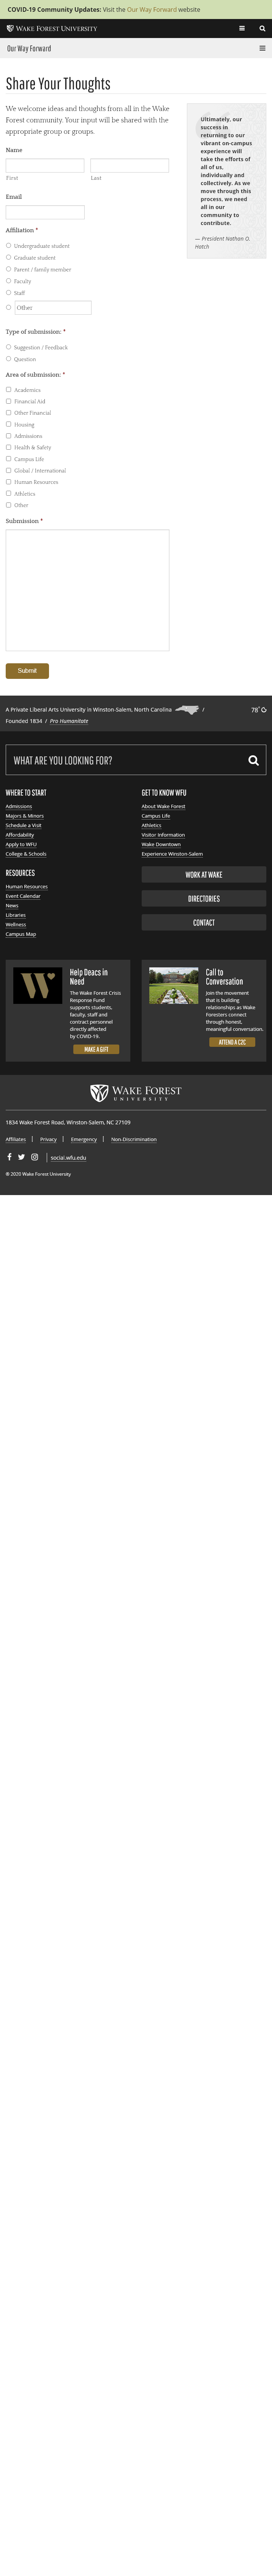 COVID-19 Community Updates: Visit the Our Way Forward website
WAKE FOREST UNIVERSITY
Our Way Forward
Share Your Thoughts
We welcome ideas and thoughts from all in the Wake
Forest community. Your input will be shared with the
appropriate group or groups.
Name
First Last
Email
Affiliation *
Undergraduate student
Graduate student
Parent / family member
Faculty
Staff
Other
Type of submission: *
Suggestion / Feedback
Question
Area of submission: *
Academics
Financial Aid
Other Financial
Housing
Admissions
Health & Safety
Campus Life
Global / International
Human Resources
Athletics
Other
Submission *
Submit
Ultimately, our
success in
returning to our
vibrant on-campus
experience will
take the efforts of
all of us,
individually and
collectively. As we
move through this
process, we need
all in our
community to
contribute.
— President Nathan O.
Hatch
A Private Liberal Arts University in Winston-Salem, North Carolina /
Founded 1834 / Pro Humanitate
78°
WHAT ARE YOU LOOKING FOR?
WHERE TO START
Admissions
Majors & Minors
Schedule a Visit
Affordability
Apply to WFU
College & Schools
RESOURCES
Human Resources
Event Calendar
News
Libraries
Wellness
Campus Map
GET TO KNOW WFU
About Wake Forest
Campus Life
Athletics
Visitor Information
Wake Downtown
Experience Winston-Salem
WORK AT WAKE
DIRECTORIES
CONTACT
Help Deacs in
Need
The Wake Forest Crisis
Response Fund
supports students,
faculty, staff and
contract personnel
directly affected
by COVID-19.
MAKE A GIFT
Call to
Conversation
Join the movement
that is building
relationships as Wake
Foresters connect
through honest,
meaningful conversation.
ATTEND A C2C
WAKE FOREST
UNIVERSITY
1834 Wake Forest Road, Winston-Salem, NC 27109
Affiliates Privacy Emergency Non-Discrimination
social.wfu.edu
© 2020 Wake Forest University